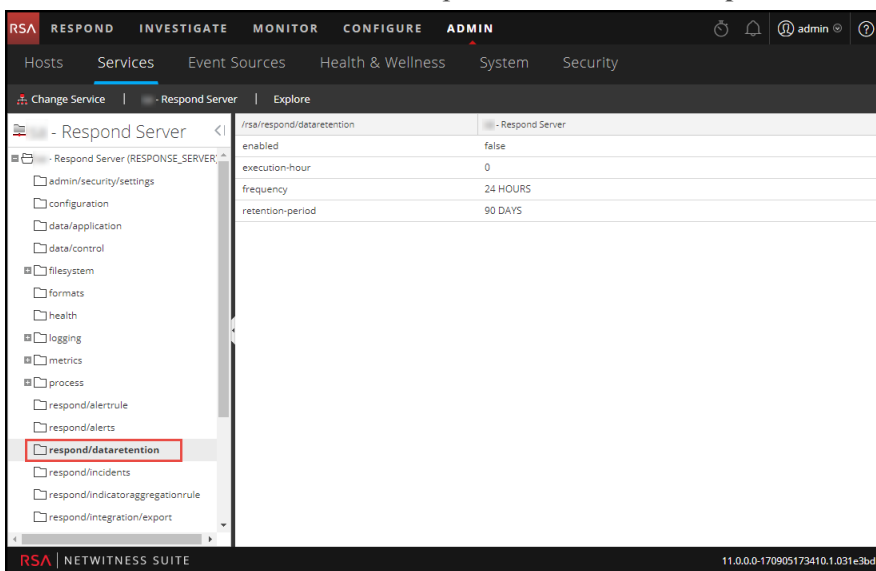 RSA RESPOND INVESTIGATE MONITOR CONFIGURE ADMIN admin
Hosts Services Event Sources Health & Wellness System Security
Change Service | - Respond Server | Explore
- Respond Server
- Respond Server (RESPONSE_SERVER)
admin/security/settings
configuration
data/application
data/control
filesystem
formats
health
logging
metrics
process
respond/alertrule
respond/alerts
respond/dataretention
respond/incidents
respond/indicatoraggregationrule
respond/integration/export
/rsa/respond/dataretention - Respond Server
enabled false
execution-hour 0
frequency 24 HOURS
retention-period 90 DAYS
RSA | NETWITNESS SUITE 11.0.0.0-170905173410.1.031e3bd